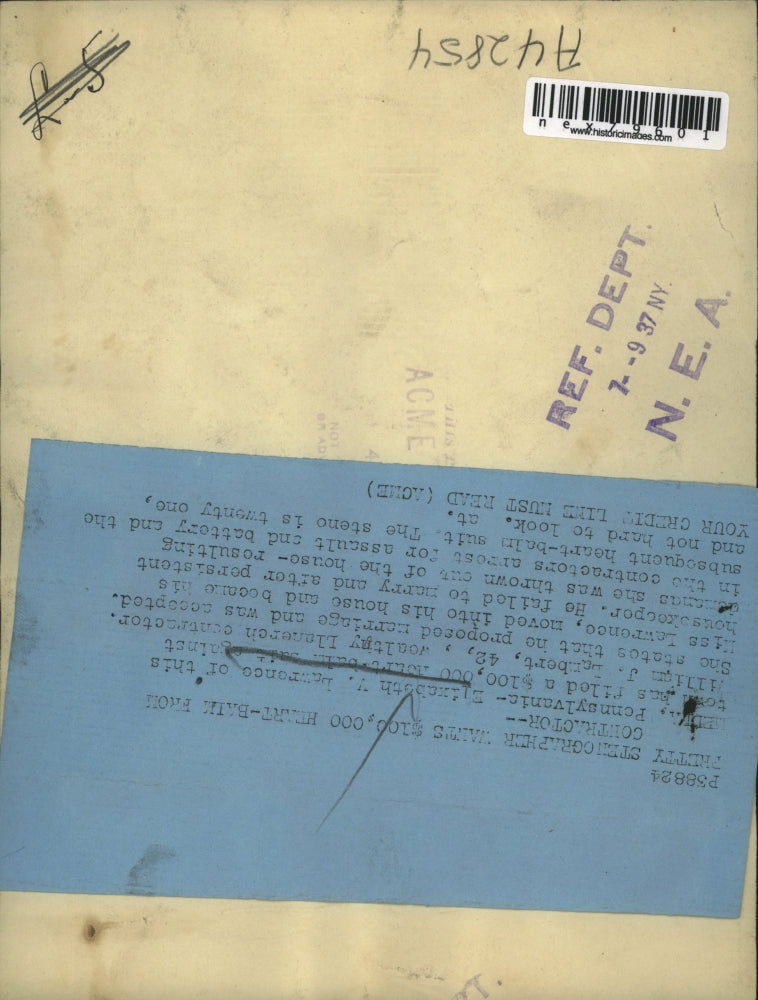 A42854
nex79601
www.historicimages.com
REF. DEPT.
7--9 37 NY.
N. E. A.
ACME
P38824
PRETTY STENOGRAPHER WANTS $100,000 HEART-BALM FROM
CONTRACTOR--
MEDIA, Pennsylvania- Elizabeth V. Lawrence of this
town has filed a $100,000 heart-balm suit against
William J. Lambert, 42, , wealthy Llanerch contractor.
She states that he proposed marriage and was accepted.
Miss Lawrence, moved into his house and became his
housekoeper. He failed to marry and after persistent
demands she was thrown out of the house- resulting
in the contractors arrest for assault and battery and the
subsequent heart-balm suit. The steno is twenty one,
and not hard to look. at.
YOUR CREDIT LINE MUST READ (ACME)